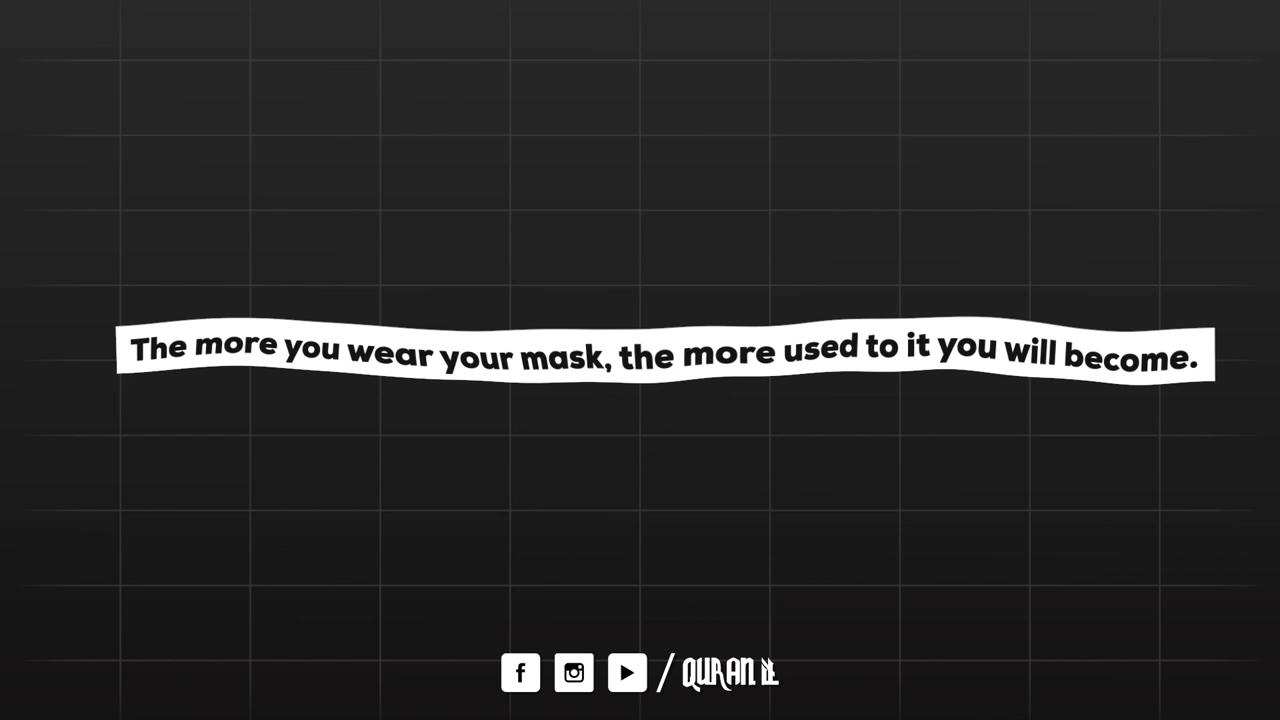 The more you wear your mask, the more used to it you will become.
/ QURAN